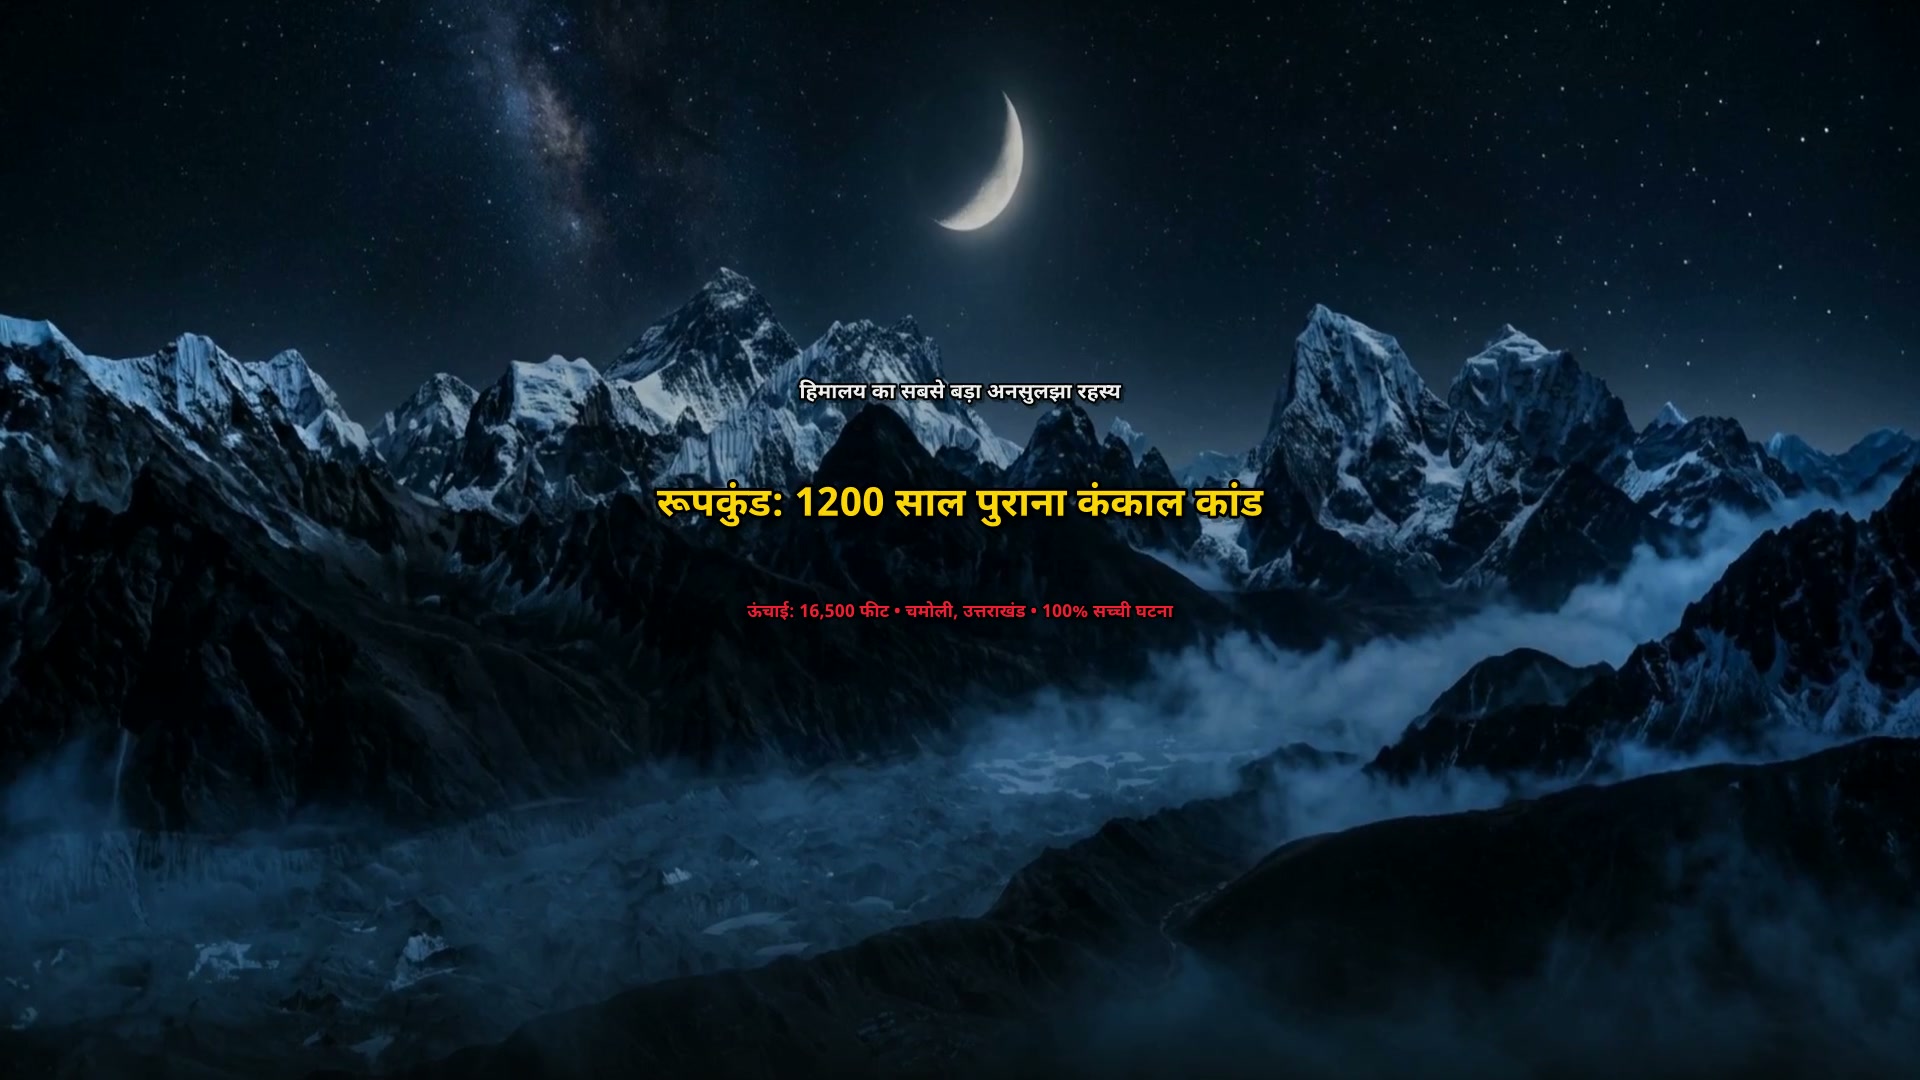 हिमालय का सबसे बड़ा अनसुलझा रहस्य
रूपकुंड: 1200 साल पुराना कंकाल कांड
ऊंचाई: 16,500 फीट • चमोली, उत्तराखंड • 100% सच्ची घटना